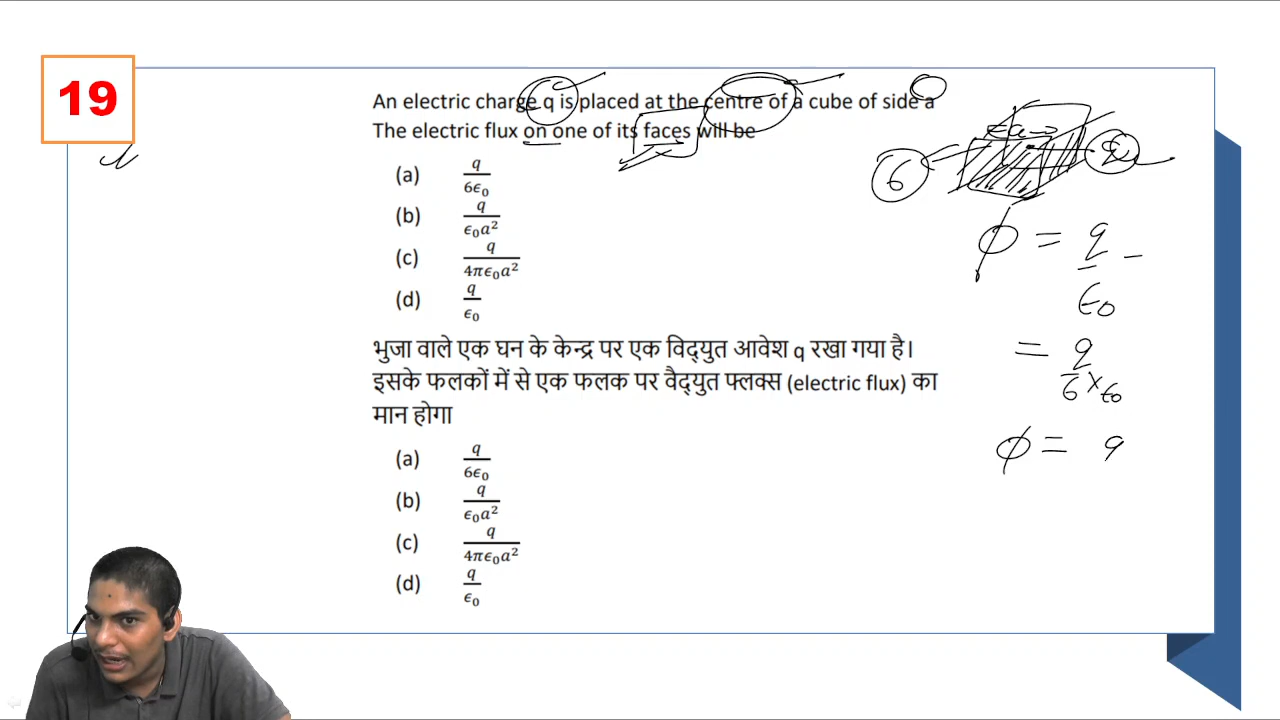 19
An electric charge q is placed at the centre of a cube of side a
The electric flux on one of its faces will be
(a) q/6ϵ₀
(b) q/ϵ₀a²
(c) q/4πϵ₀a²
(d) q/ϵ₀
भुजा वाले एक घन के केन्द्र पर एक विद्युत आवेश q रखा गया है।
इसके फलकों में से एक फलक पर वैद्युत फ्लक्स (electric flux) का
मान होगा
(a) q/6ϵ₀
(b) q/ϵ₀a²
(c) q/4πϵ₀a²
(d) q/ϵ₀
6
ϕ = q/ϵ₀
= q/6×ϵ₀
ϕ = q